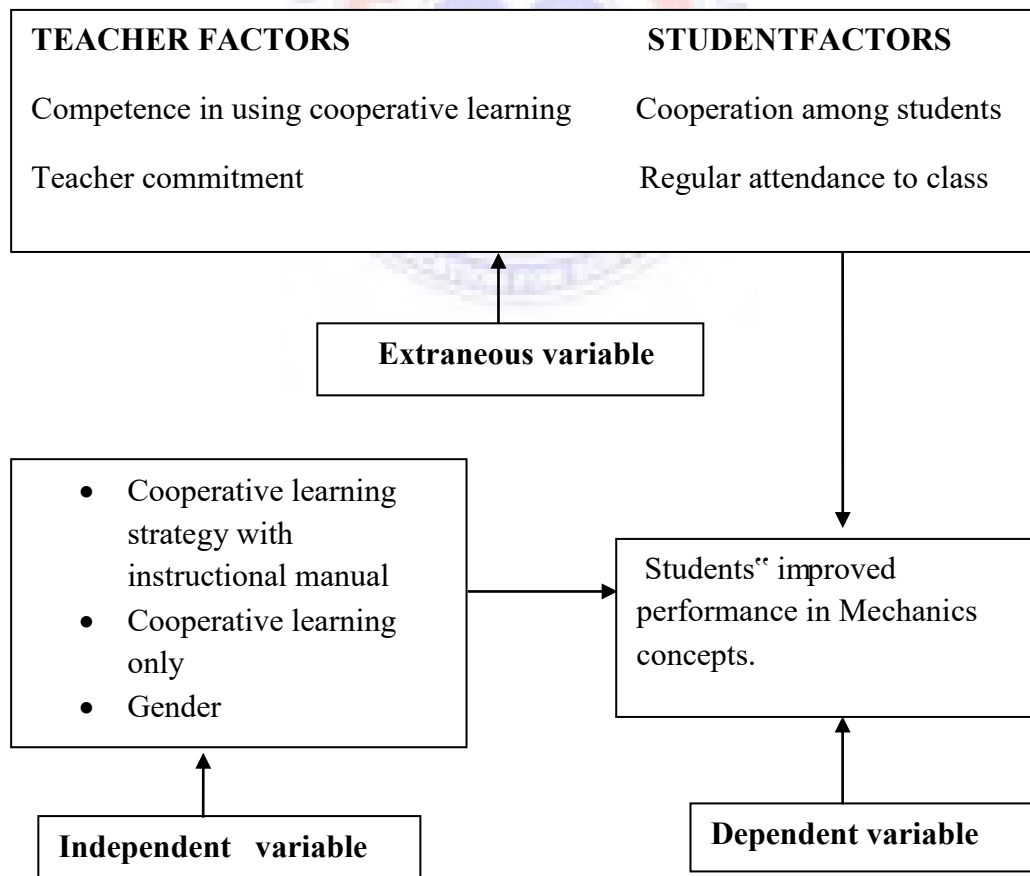 TEACHER FACTORS STUDENTFACTORS
Competence in using cooperative learning Cooperation among students
Teacher commitment Regular attendance to class
Extraneous variable
• Cooperative learning
strategy with
instructional manual
• Cooperative learning
only
• Gender
Students‟ improved
performance in Mechanics
concepts.
Independent variable
Dependent variable